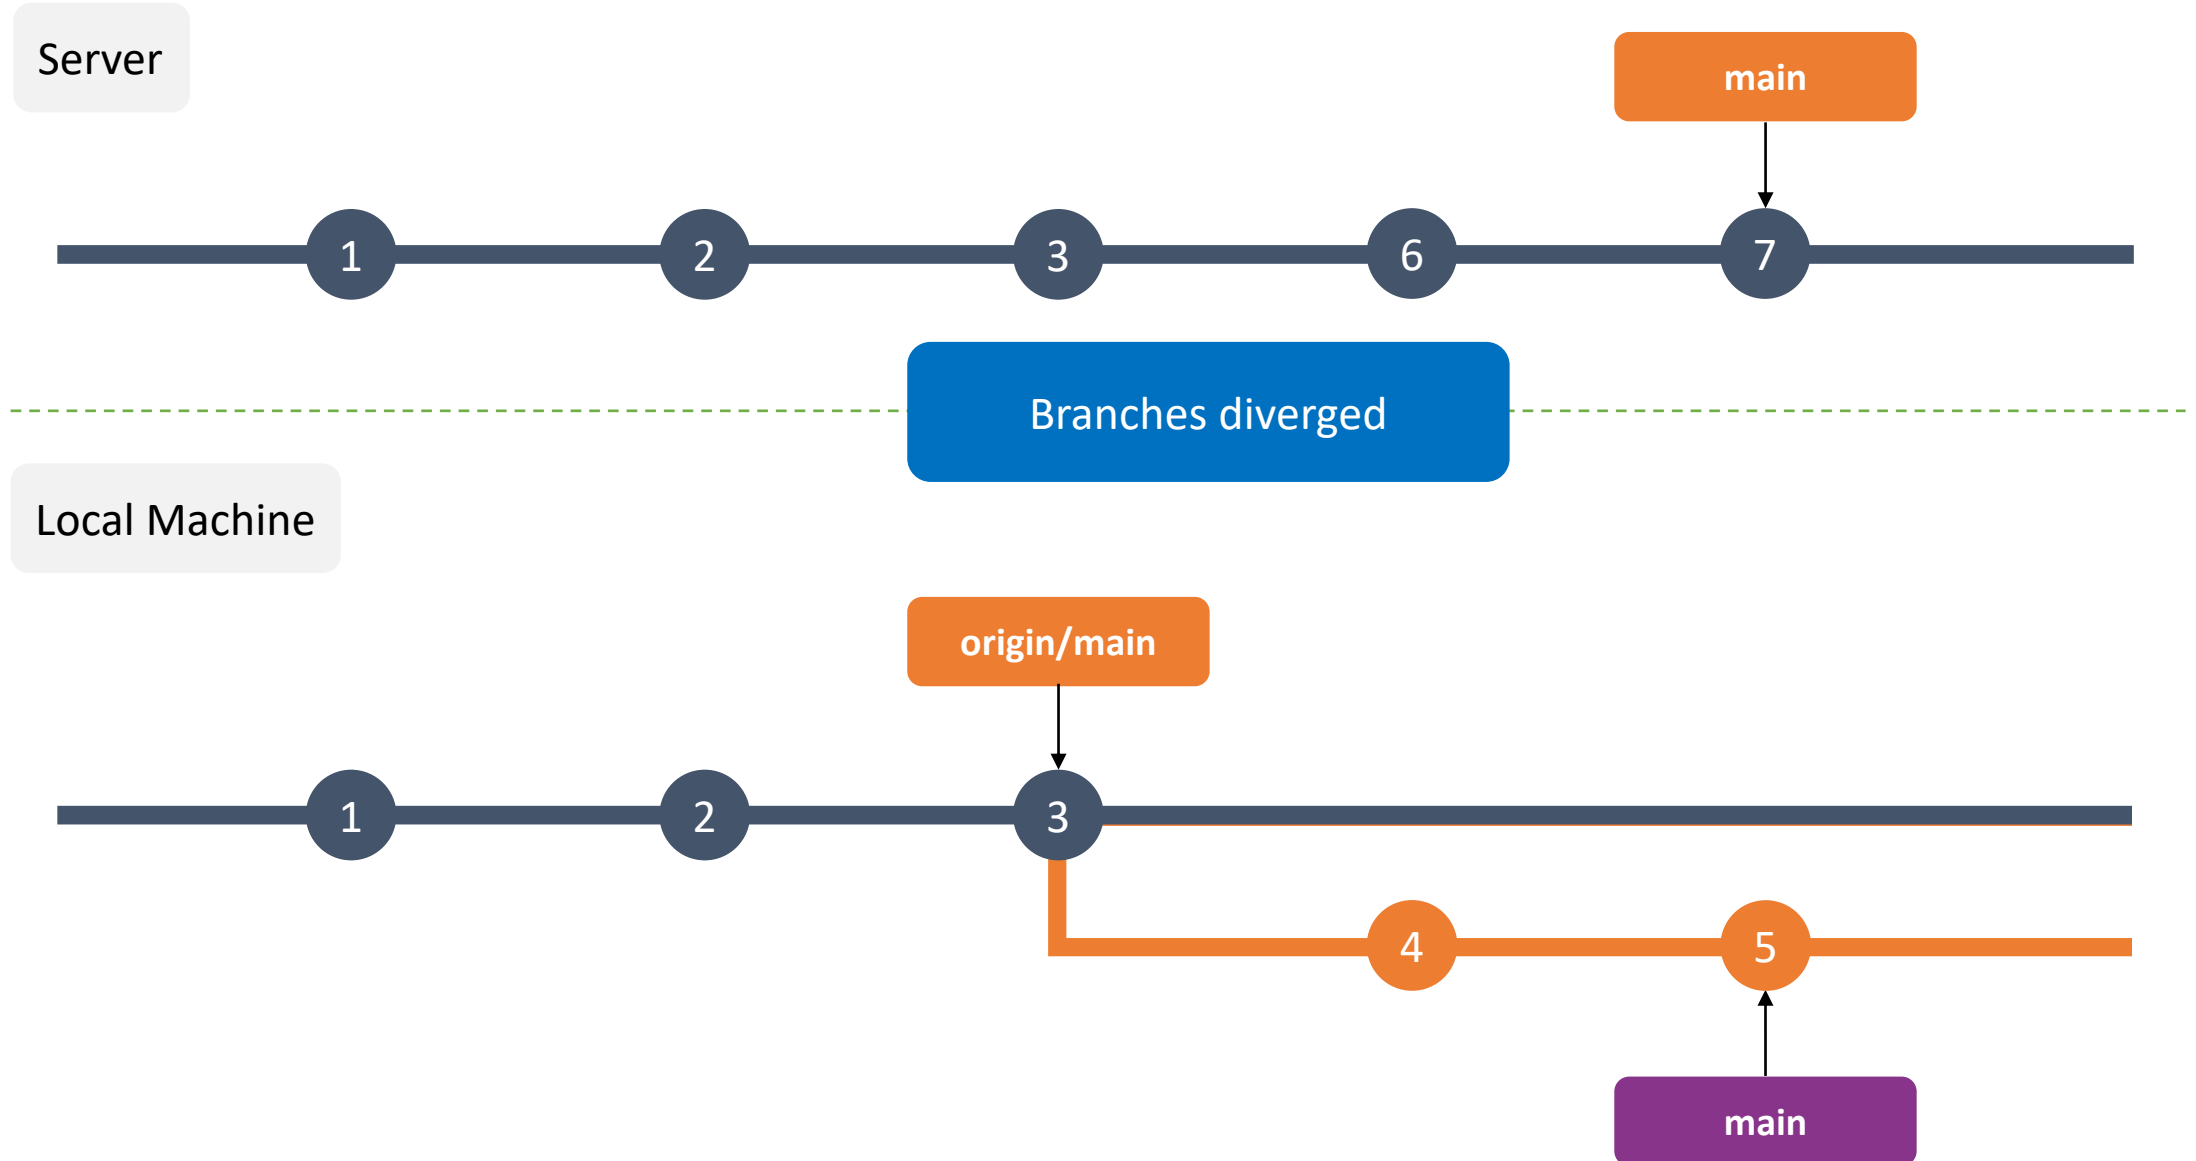 Server
main
1
2
3
6
7
Branches diverged
Local Machine
origin/main
1
2
3
4
5
main